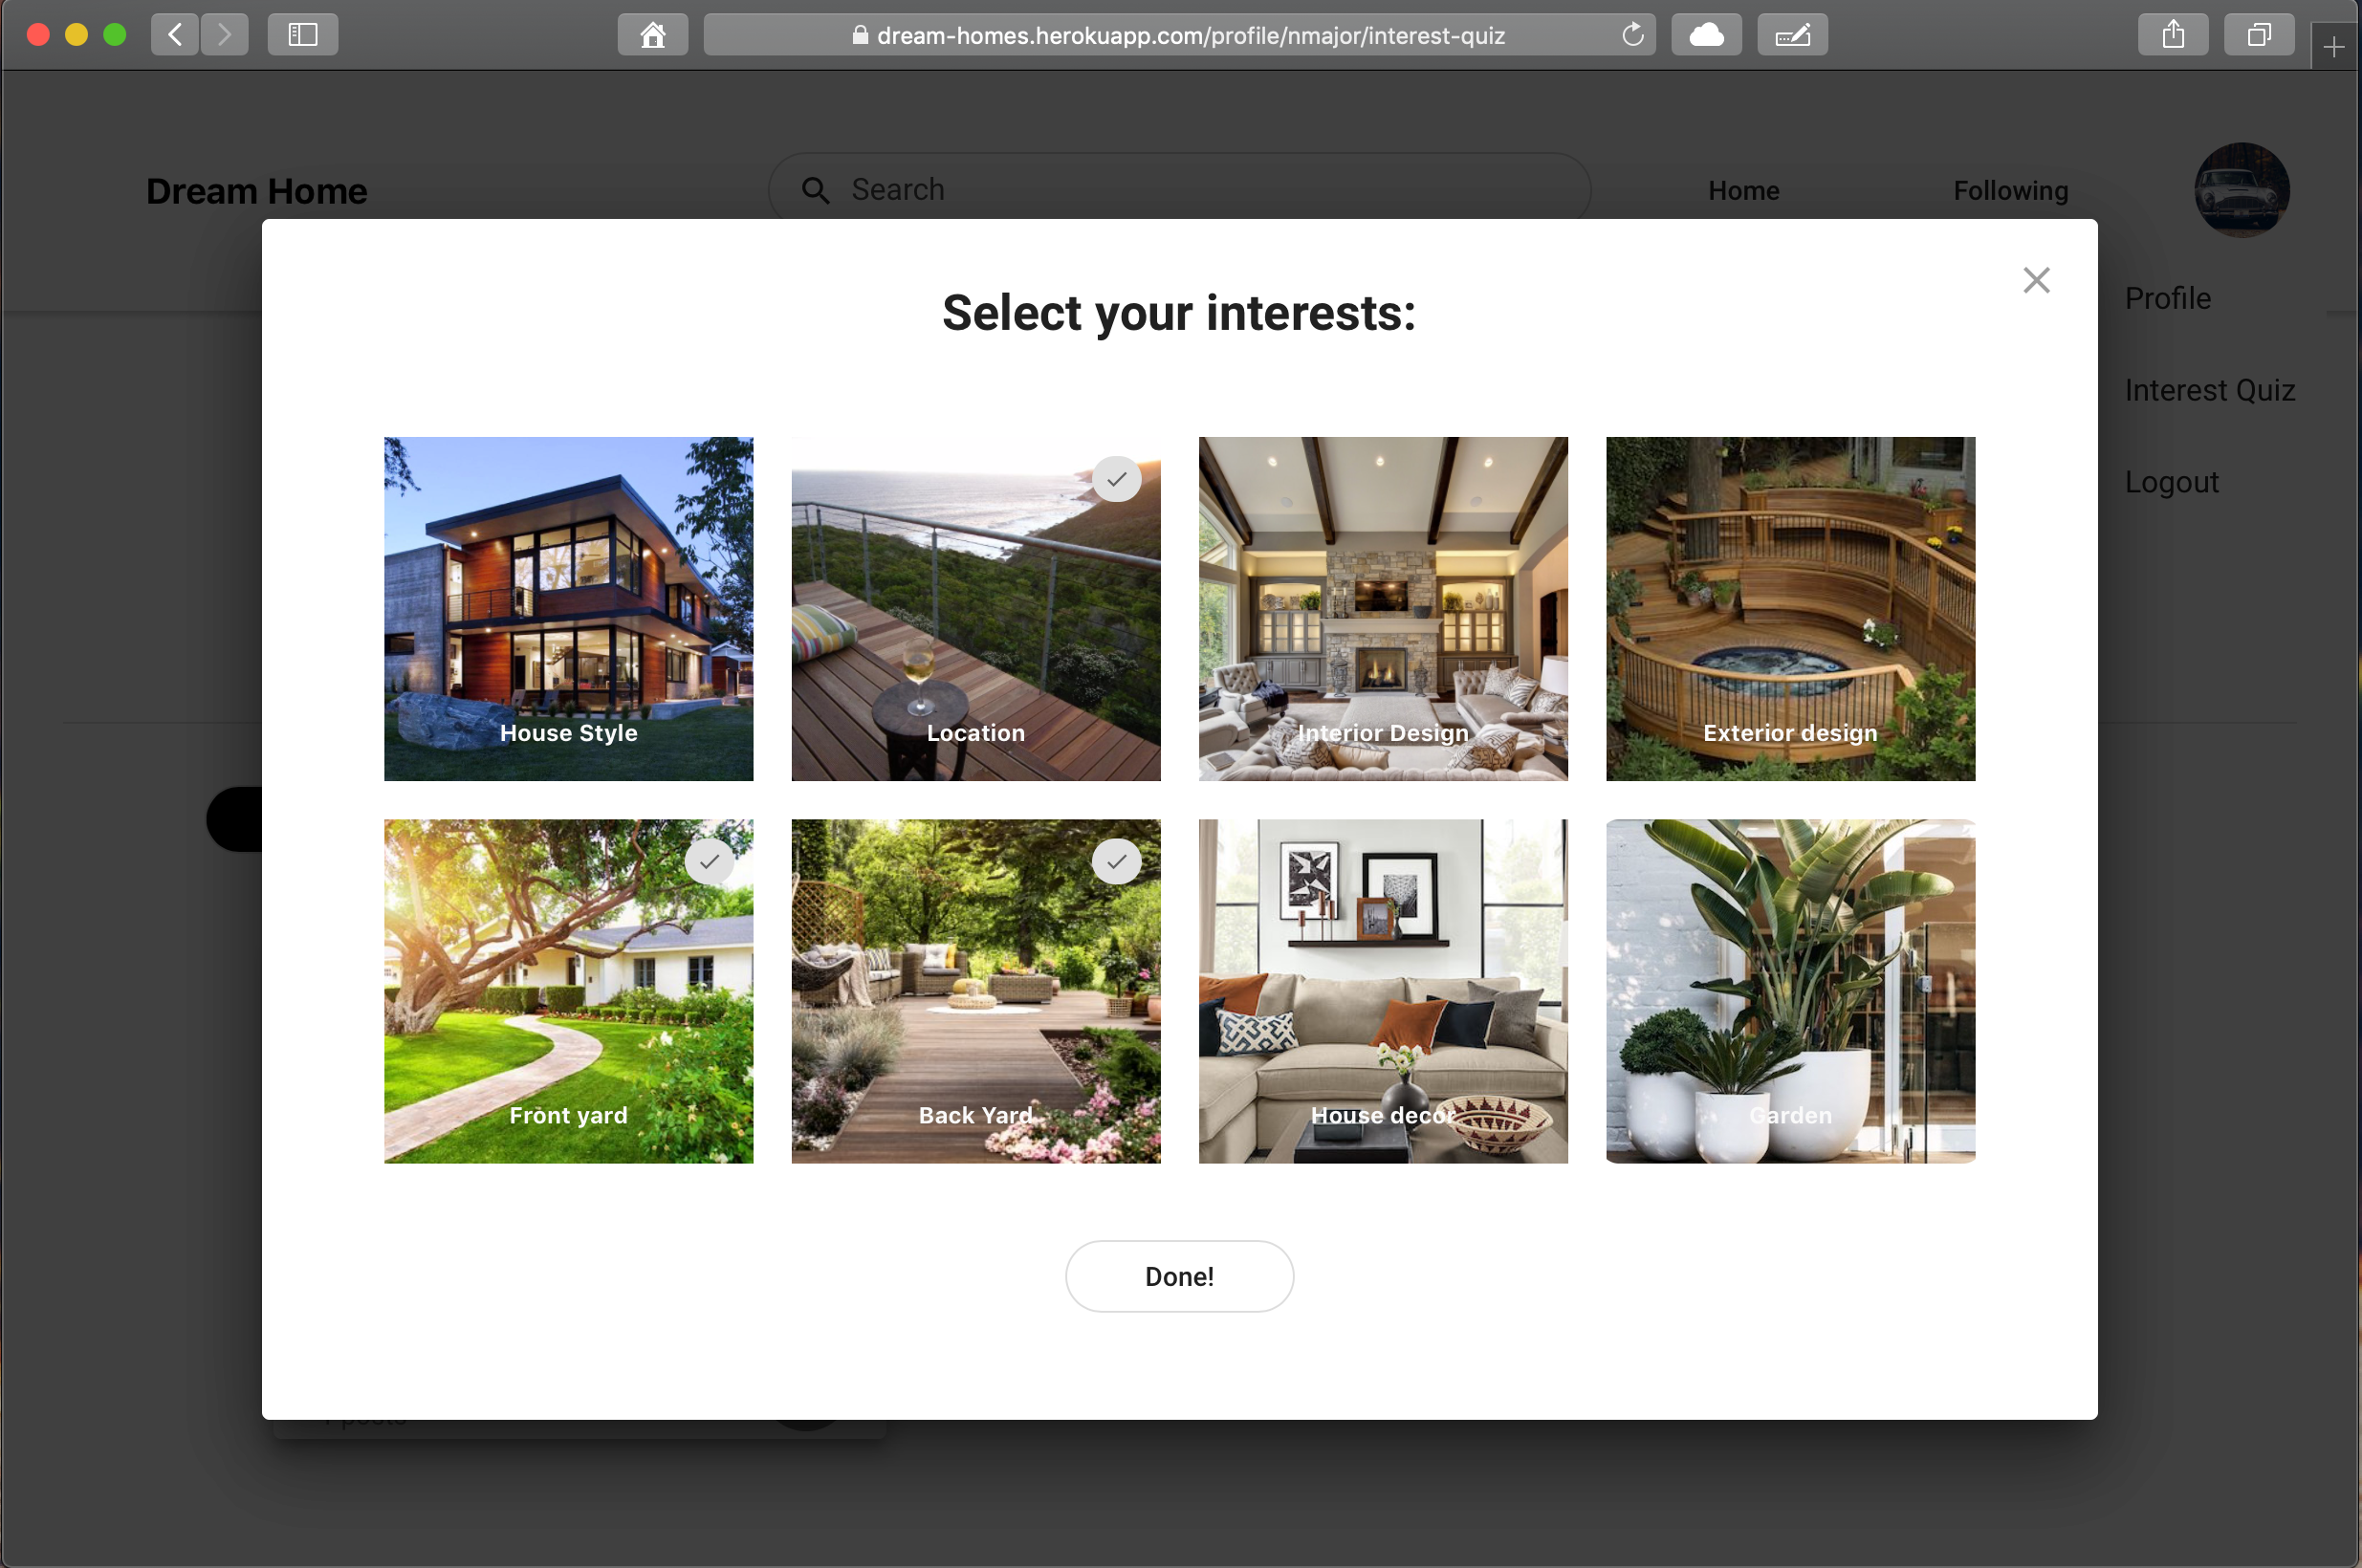 dream-homes.herokuapp.com/profile/nmajor/interest-quiz
Dream Home
Search
Home
Following
Profile
Interest Quiz
Logout
Select your interests:
House Style
Location
Interior Design
Exterior design
Front yard
Back Yard
House decor
Garden
Done!
posts